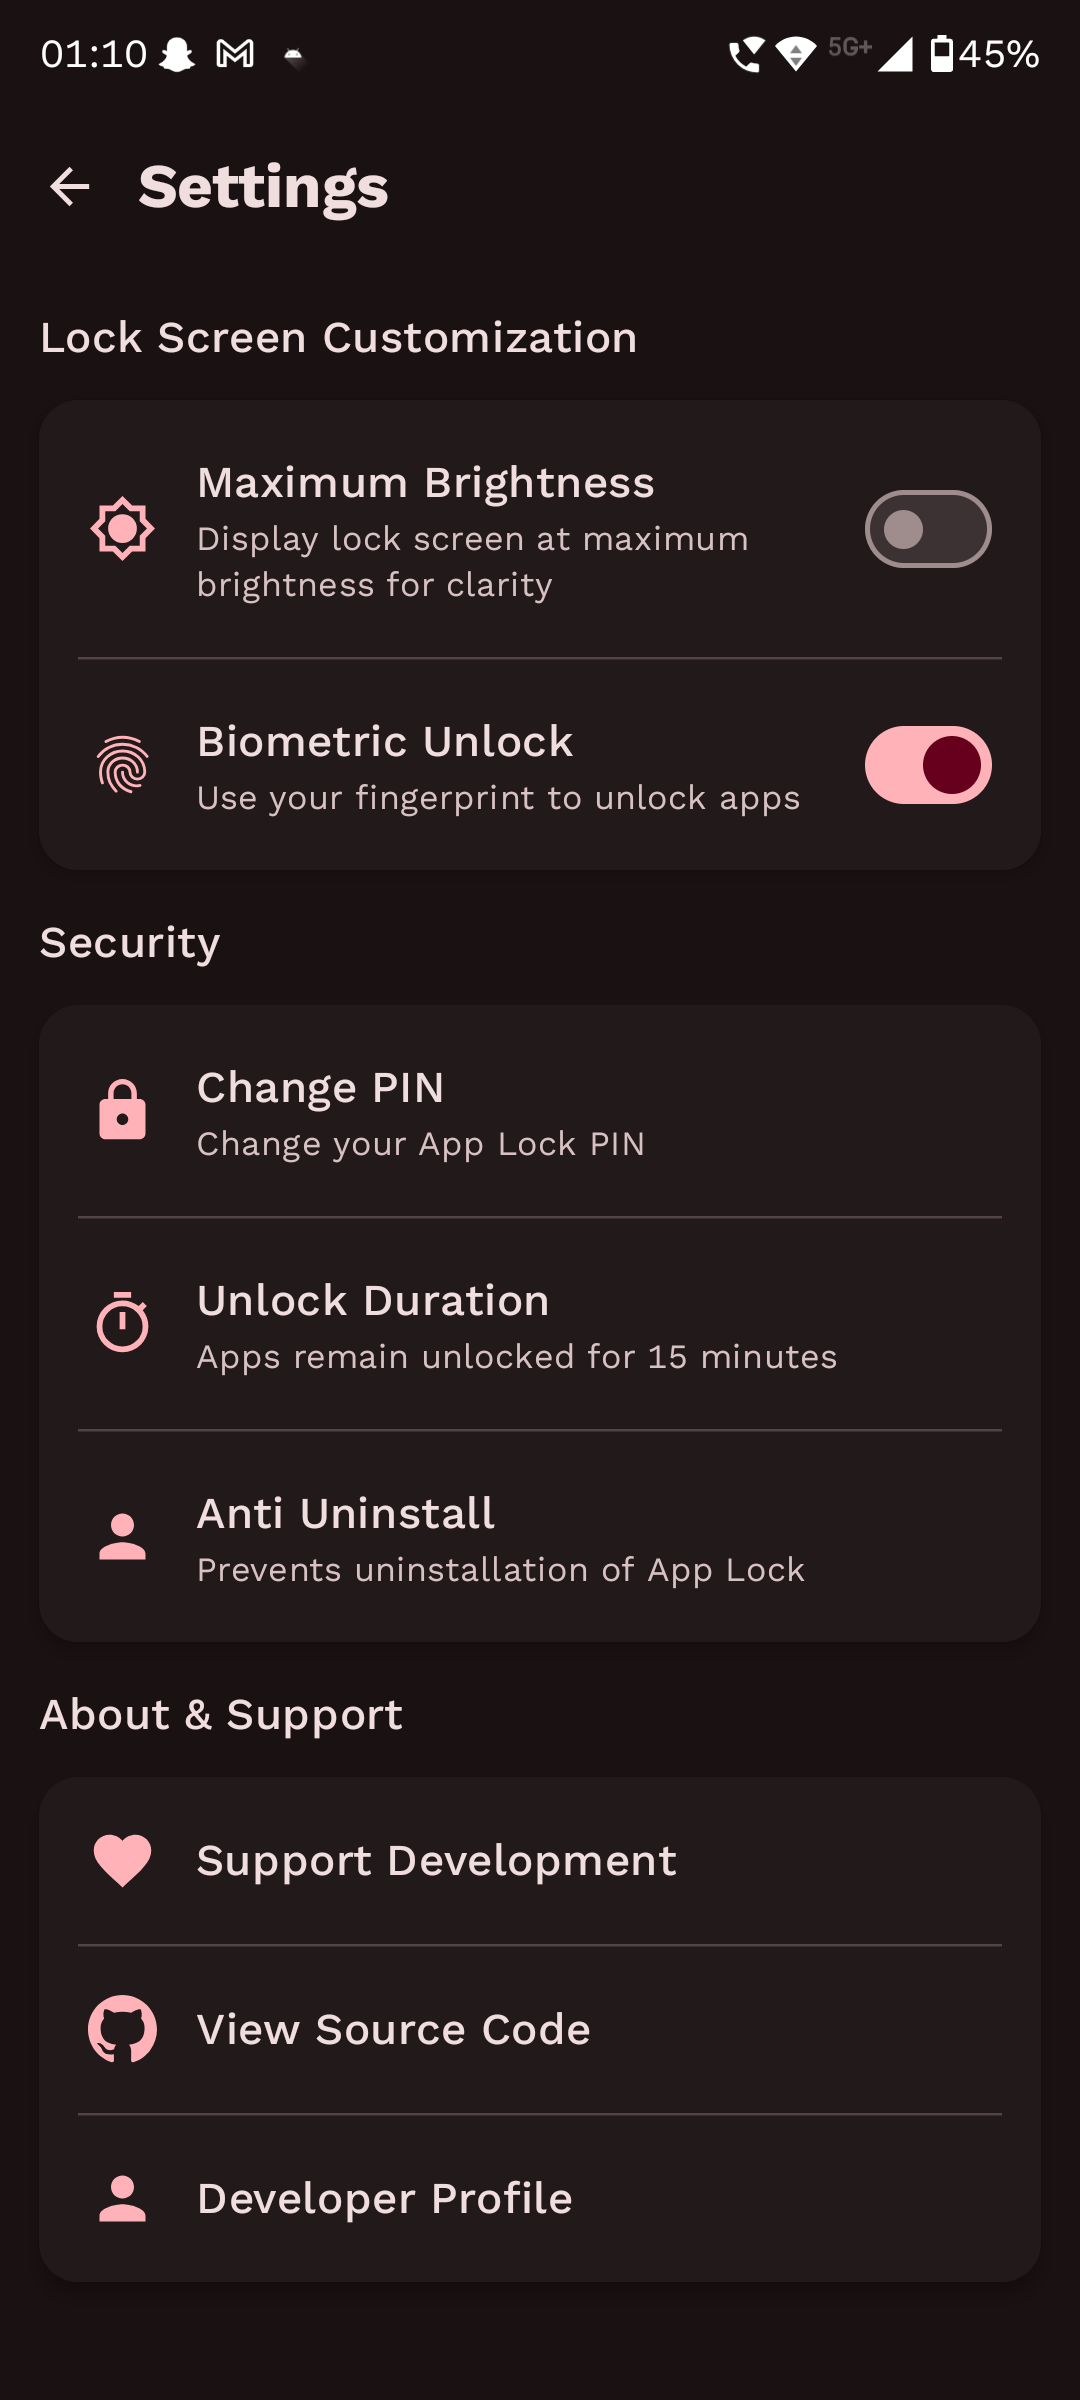 01:10
5G+
45%
Settings
Lock Screen Customization
Maximum Brightness
Display lock screen at maximum
brightness for clarity
Biometric Unlock
Use your fingerprint to unlock apps
Security
Change PIN
Change your App Lock PIN
Unlock Duration
Apps remain unlocked for 15 minutes
Anti Uninstall
Prevents uninstallation of App Lock
About & Support
Support Development
View Source Code
Developer Profile